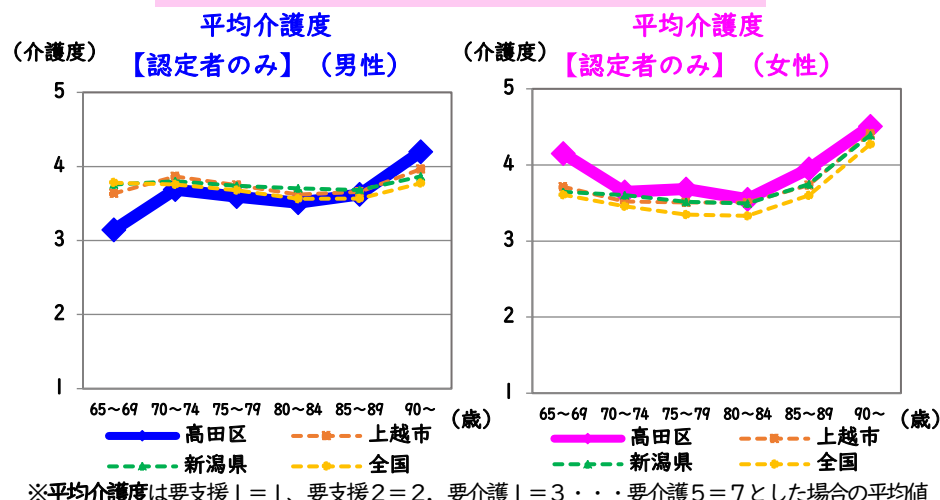 平均介護度
【認定者のみ】（男性）
（介護度）
5
4
3
2
1
65～69 70～74 75～79 80～84 85～89 90～ （歳）
高田区 上越市
新潟県 全国
平均介護度
【認定者のみ】（女性）
（介護度）
5
4
3
2
1
65～69 70～74 75～79 80～84 85～89 90～ （歳）
高田区 上越市
新潟県 全国
※平均介護度は要支援１＝１、要支援２＝２，要介護１＝３・・・要介護５＝７とした場合の平均値